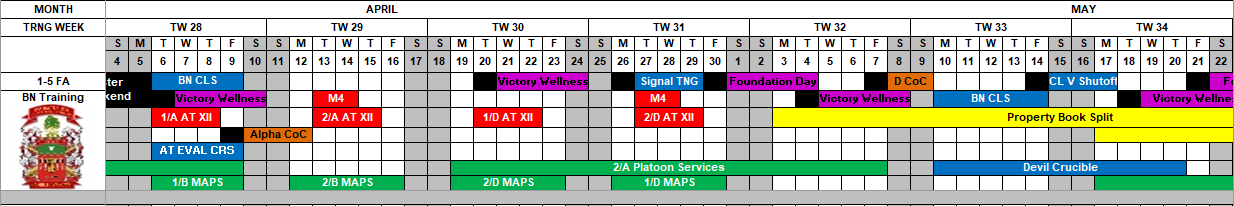 MONTH APRIL MAY
TRNG WEEK TW 28 TW 29 TW 30 TW 31 TW 32 TW 33 TW 34
S M T W T F S S M T W T F S S M T W T F S S M T W T F S S M T W T F S S M T W T F S S M T W T F S
4 5 6 7 8 9 10 11 12 13 14 15 16 17 18 19 20 21 22 23 24 25 26 27 28 29 30 1 2 3 4 5 6 7 8 9 10 11 12 13 14 15 16 17 18 19 20 21 22
1-5 FA ter BN CLS Victory Wellness Signal TNG Foundation Day D CoC CL V Shutoff Fo
BN Training kend Victory Wellness M4 M4 Victory Wellness BN CLS Victory Wellness
1/A AT XII 2/A AT XII 1/D AT XII 2/D AT XII Property Book Split
Alpha CoC
AT EVAL CRS
2/A Platoon Services Devil Crucible
1/B MAPS 2/B MAPS 2/D MAPS 1/D MAPS